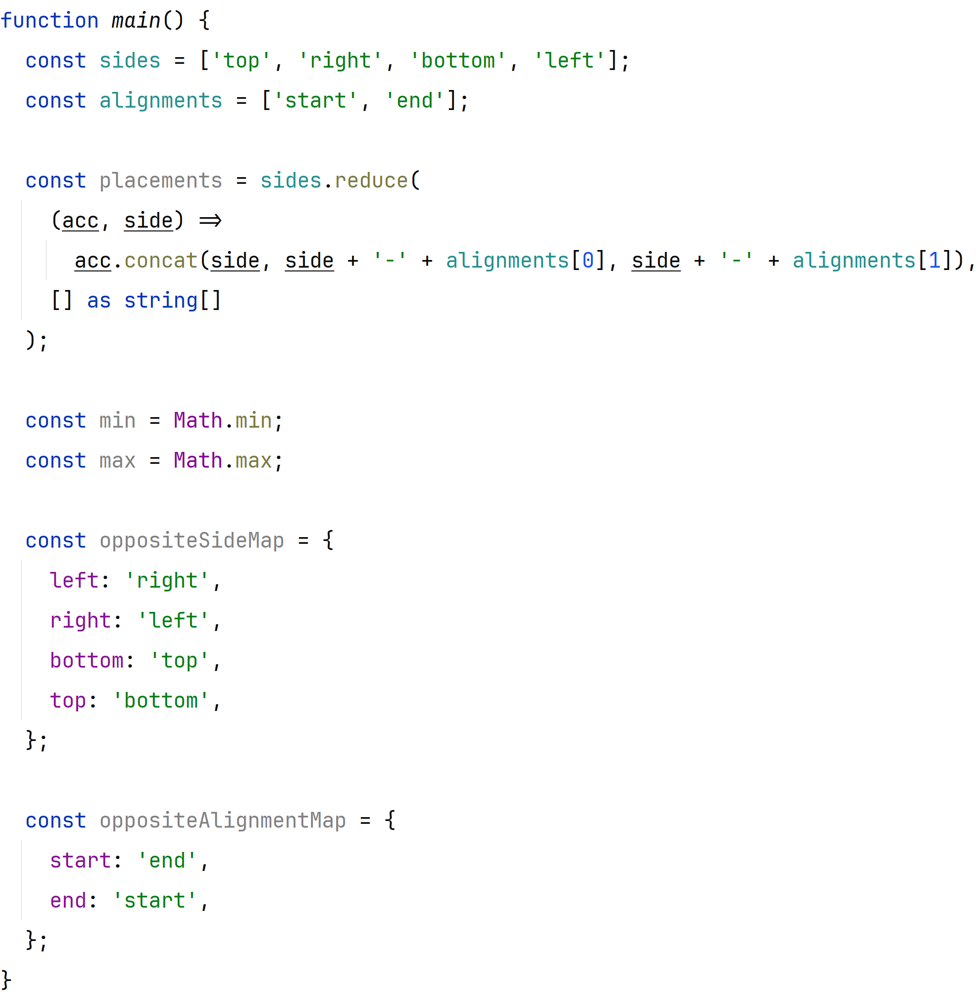 function main() {
  const sides = ['top', 'right', 'bottom', 'left'];
  const alignments = ['start', 'end'];

  const placements = sides.reduce(
    (acc, side) =>
      acc.concat(side, side + '-' + alignments[0], side + '-' + alignments[1]),
    [] as string[]
  );

  const min = Math.min;
  const max = Math.max;

  const oppositeSideMap = {
    left: 'right',
    right: 'left',
    bottom: 'top',
    top: 'bottom',
  };

  const oppositeAlignmentMap = {
    start: 'end',
    end: 'start',
  };
}